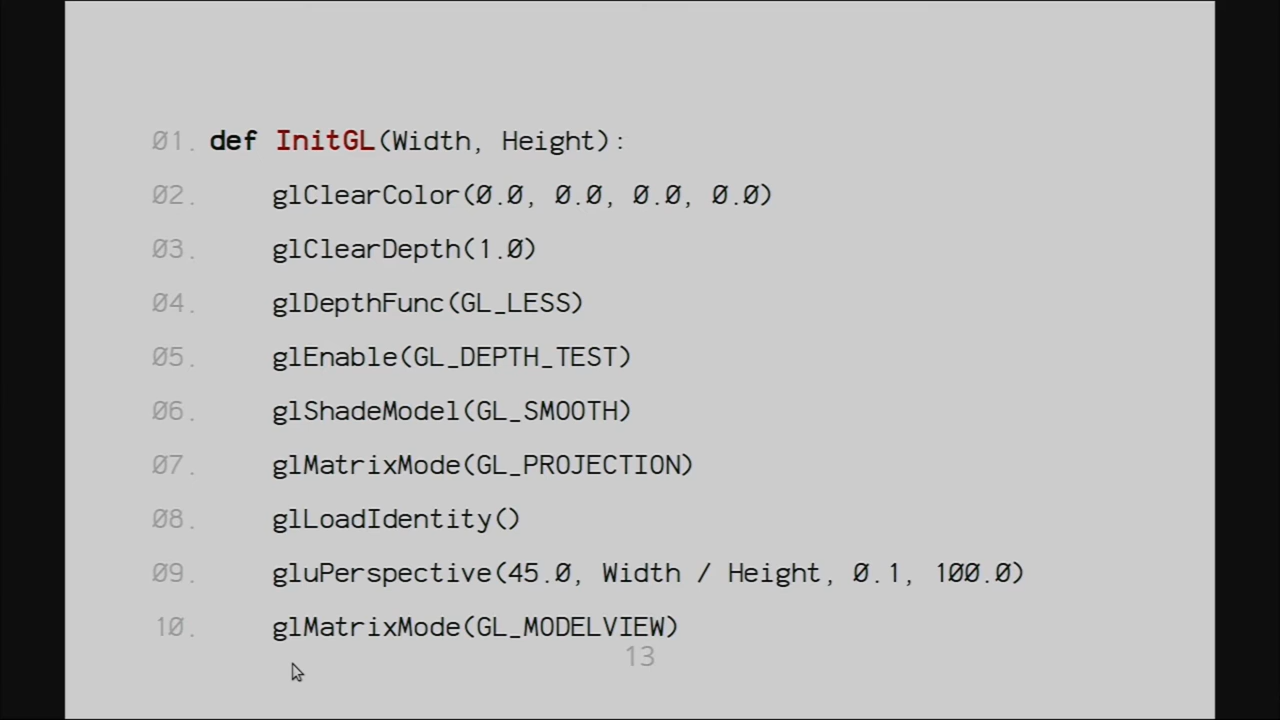 01. def InitGL(Width, Height):
02. glClearColor(0.0, 0.0, 0.0, 0.0)
03. glClearDepth(1.0)
04. glDepthFunc(GL_LESS)
05. glEnable(GL_DEPTH_TEST)
06. glShadeModel(GL_SMOOTH)
07. glMatrixMode(GL_PROJECTION)
08. glLoadIdentity()
09. gluPerspective(45.0, Width / Height, 0.1, 100.0)
10. glMatrixMode(GL_MODELVIEW)
13